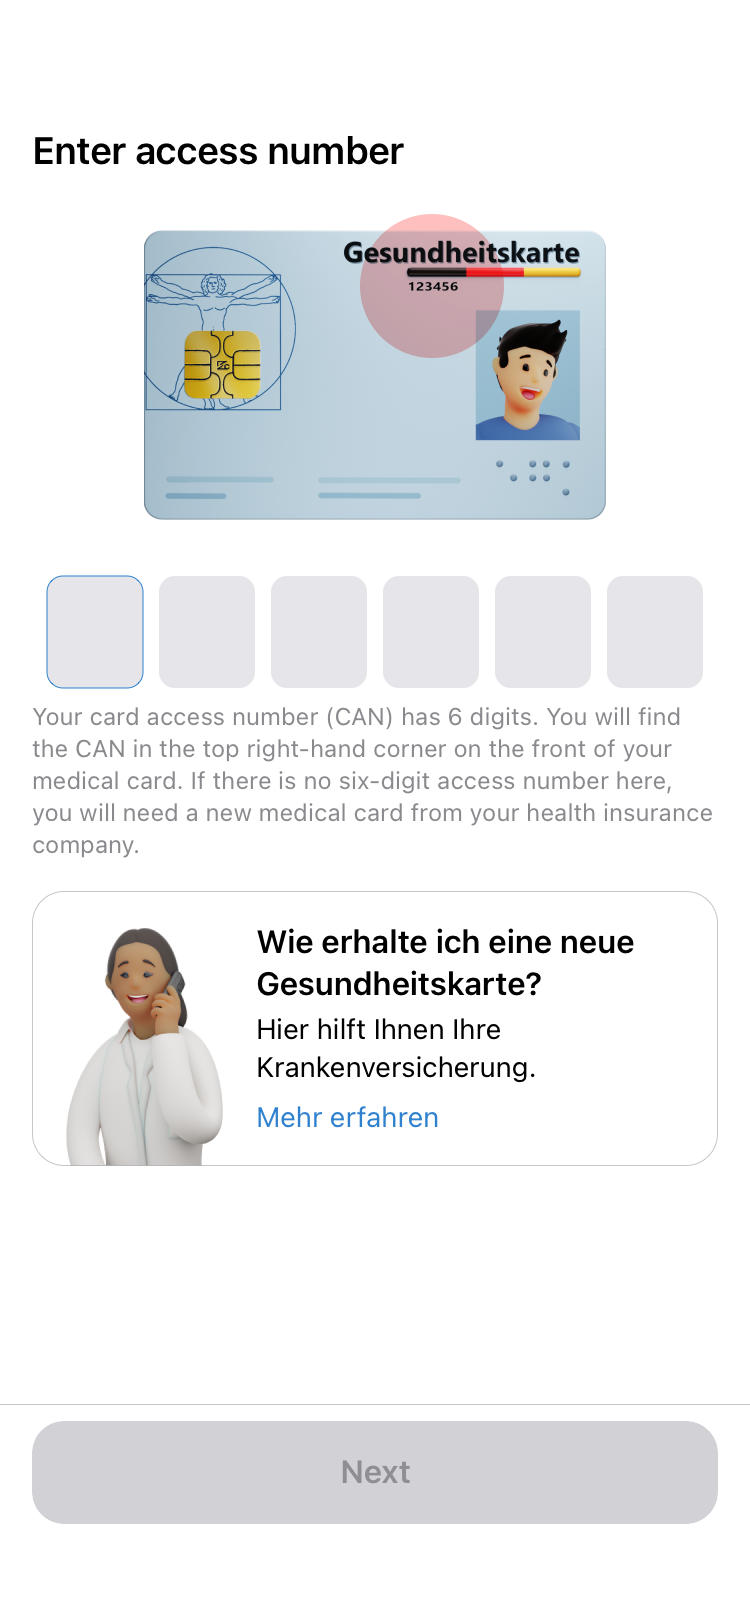 Enter access number
Gesundheitskarte
123456
Your card access number (CAN) has 6 digits. You will find
the CAN in the top right-hand corner on the front of your
medical card. If there is no six-digit access number here,
you will need a new medical card from your health insurance
company.
Wie erhalte ich eine neue
Gesundheitskarte?
Hier hilft Ihnen Ihre
Krankenversicherung.
Mehr erfahren
Next